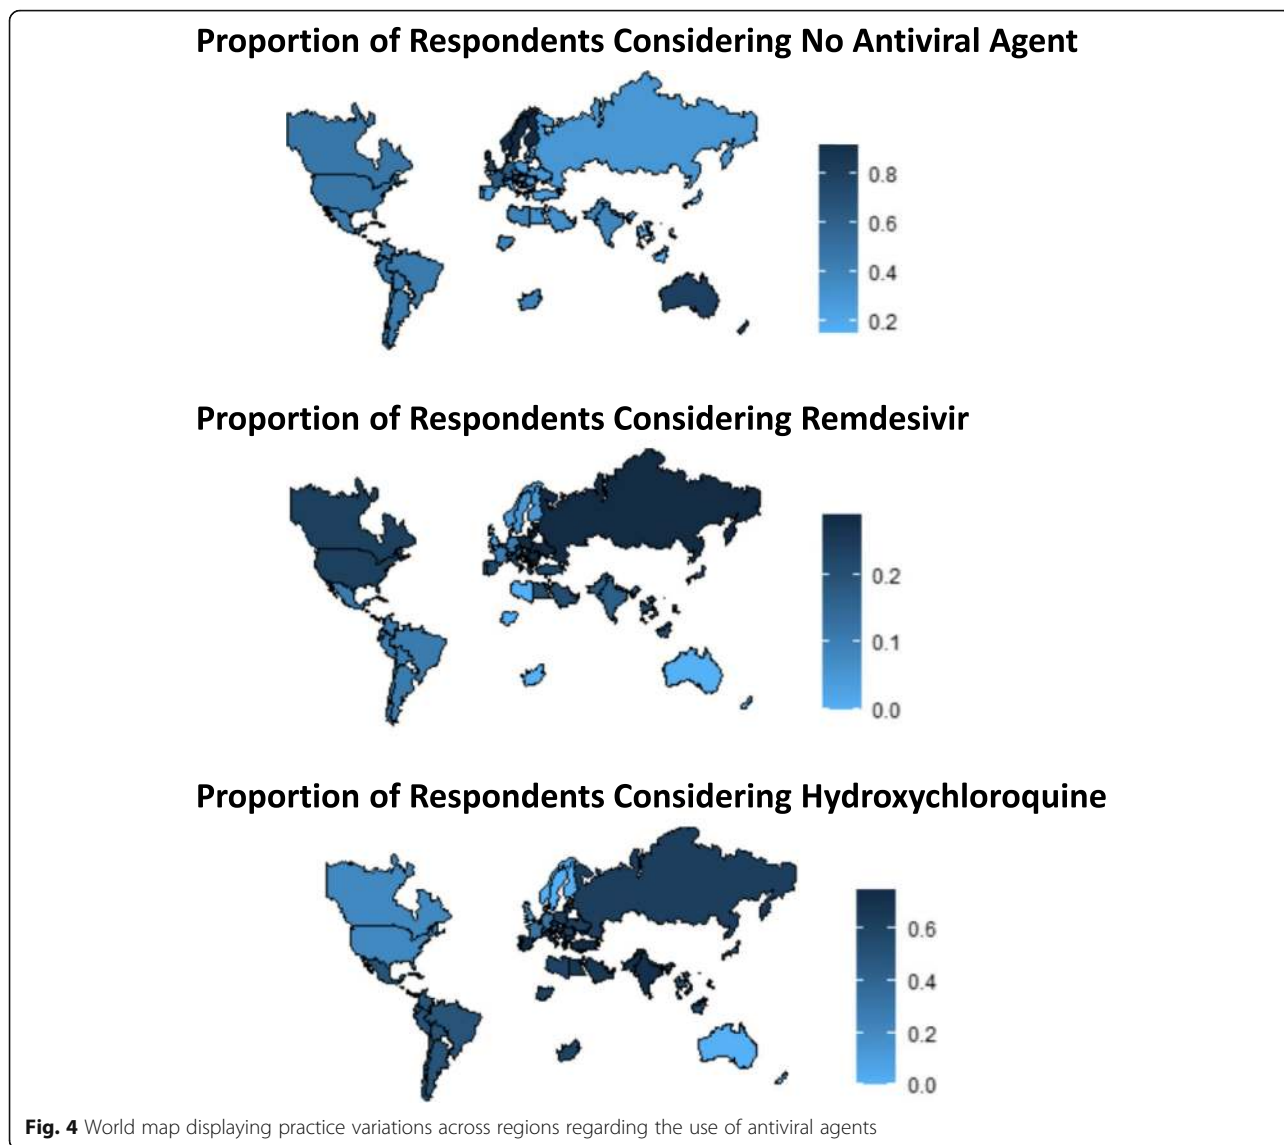 Proportion of Respondents Considering No Antiviral Agent
0.8
0.6
0.4
0.2
Proportion of Respondents Considering Remdesivir
0.2
0.1
0.0
Proportion of Respondents Considering Hydroxychloroquine
0.6
0.4
0.2
0.0
Fig. 4 World map displaying practice variations across regions regarding the use of antiviral agents